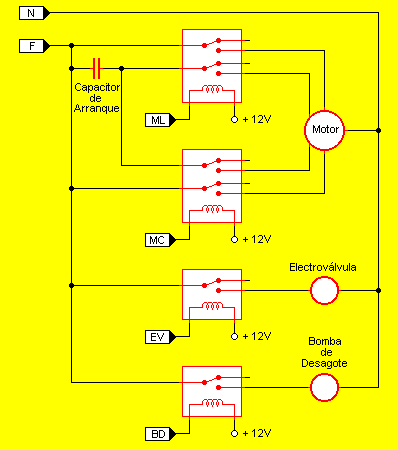 N
F
Capacitor
de
Arranque
ML
+ 12V
Motor
MC
+ 12V
Electroválvula
EV
+ 12V
Bomba
de
Desagote
BD
+ 12V